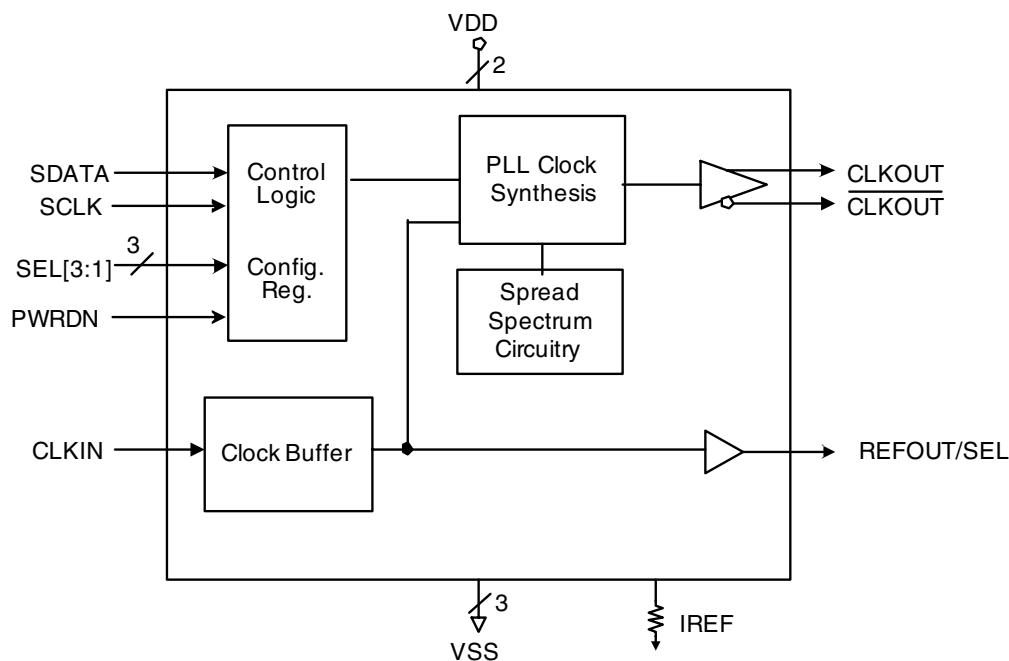 VDD
2
SDATA
SCLK
3
SEL[3:1]
PWRDN
Control
Logic
Config.
Reg.
PLL Clock
Synthesis
CLKOUT
CLKOUT
Spread
Spectrum
Circuitry
CLKIN
Clock Buffer
REFOUT/SEL
3
VSS
IREF